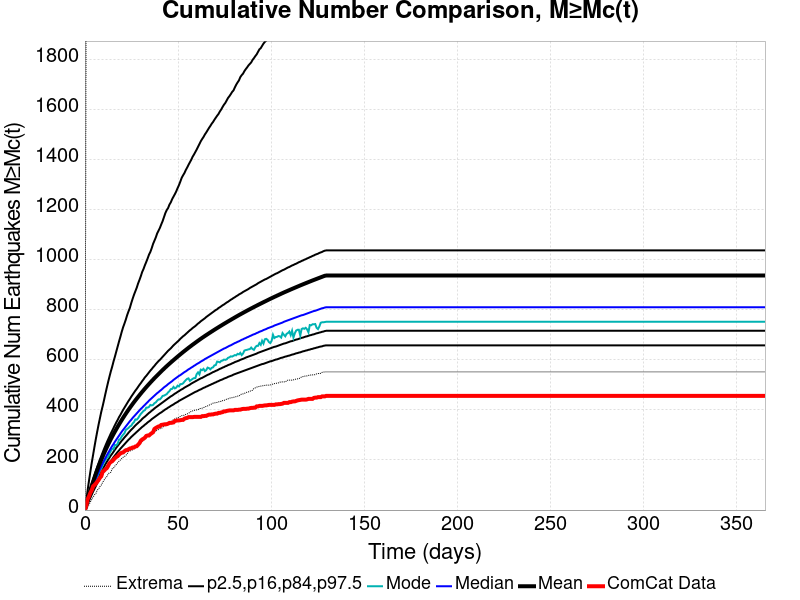 Cumulative Number Comparison, M≥Mc(t)
Cumulative Num Earthquakes M≥Mc(t)
1800
1600
1400
1200
1000
800
600
400
200
0
0 50 100 150 200 250 300 350
Time (days)
Extrema p2.5,p16,p84,p97.5 Mode Median Mean ComCat Data